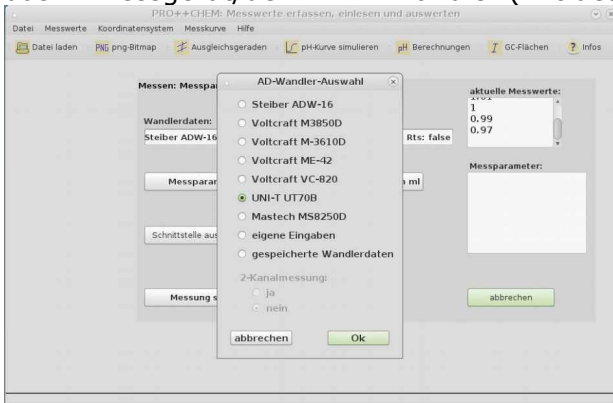 PRO++CHEM: Messwerte erfassen, einlesen und auswerten
Datei Messwerte Koordinatensystem Messkurve Hilfe
Datei laden PNG png-Bitmap Ausgleichsgeraden pH-Kurve simulieren pH Berechnungen GC-Flächen ? Infos
AD-Wandler-Auswahl
Steiber ADW-16
Voltcraft M3850D
Voltcraft M-3610D
Voltcraft ME-42
Voltcraft VC-820
UNI-T UT70B
Mastech MS8250D
eigene Eingaben
gespeicherte Wandlerdaten
2-Kanalmessung:
ja
nein
abbrechen Ok
Messen: Messpar
Wandlerdaten:
Steiber ADW-16 Rts: false
Messparar n ml
Schnittstelle aus
Messung s
aktuelle Messwerte:
1
0.99
0.97
Messparameter:
abbrechen